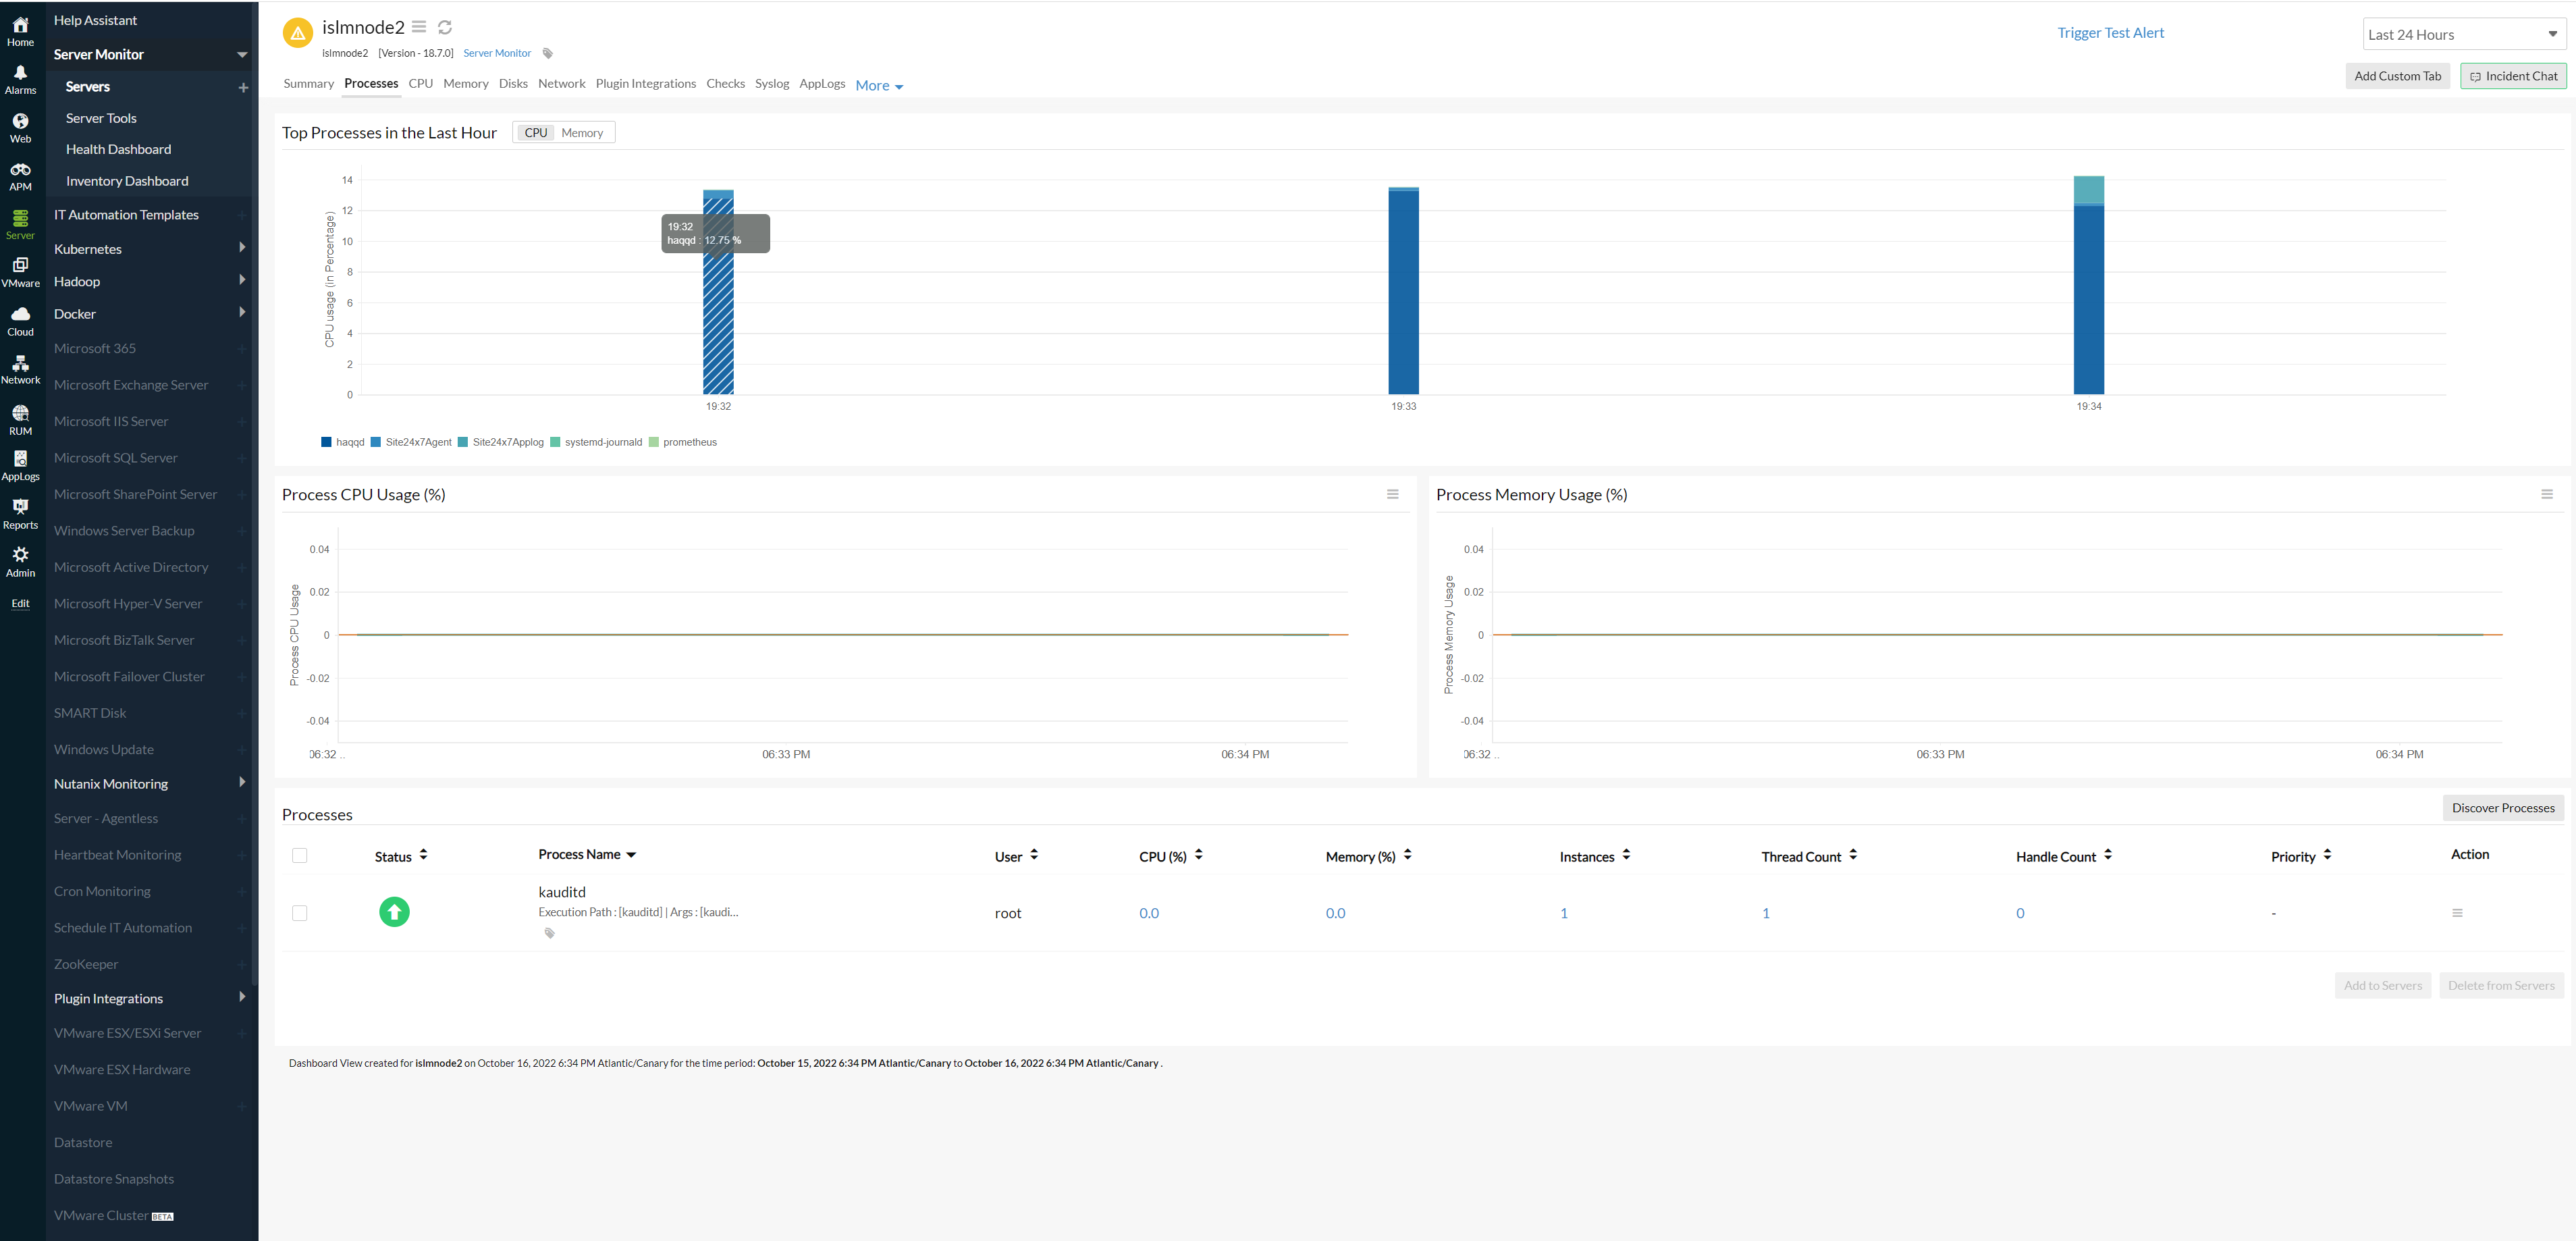 Home
Alarms
Web
APM
Server
VMware
Cloud
Network
RUM
AppLogs
Reports
Admin
Edit
Help Assistant
Server Monitor
Servers
Server Tools
Health Dashboard
Inventory Dashboard
IT Automation Templates
Kubernetes
Hadoop
Docker
Microsoft 365
Microsoft Exchange Server
Microsoft IIS Server
Microsoft SQL Server
Microsoft SharePoint Server
Windows Server Backup
Microsoft Active Directory
Microsoft Hyper-V Server
Microsoft BizTalk Server
Microsoft Failover Cluster
SMART Disk
Windows Update
Nutanix Monitoring
Server - Agentless
Heartbeat Monitoring
Cron Monitoring
Schedule IT Automation
ZooKeeper
Plugin Integrations
VMware ESX/ESXi Server
VMware ESX Hardware
VMware VM
Datastore
Datastore Snapshots
VMware Cluster BETA
islmnode2
islmnode2 [Version - 18.7.0] Server Monitor
Trigger Test Alert
Last 24 Hours
Add Custom Tab
Incident Chat
Summary Processes CPU Memory Disks Network Plugin Integrations Checks Syslog AppLogs More
Top Processes in the Last Hour CPU Memory
CPU usage (in Percentage)
14
12
10
8
6
4
2
0
19:32
haqqd : 12.75 %
19:32 19:33 19:34
haqqd Site24x7Agent Site24x7Applog systemd-journald prometheus
Process CPU Usage (%)
Process CPU Usage
0.04
0.02
0
-0.02
-0.04
06:32 .. 06:33 PM 06:34 PM
Process Memory Usage (%)
Process Memory Usage
0.04
0.02
0
-0.02
-0.04
06:32 .. 06:33 PM 06:34 PM
Processes
Discover Processes
Status Process Name User CPU (%) Memory (%) Instances Thread Count Handle Count Priority Action
kauditd
Execution Path : [kauditd] | Args : [kaudi...
root 0.0 0.0 1 1 0 -
Add to Servers Delete from Servers
Dashboard View created for islmnode2 on October 16, 2022 6:34 PM Atlantic/Canary for the time period: October 15, 2022 6:34 PM Atlantic/Canary to October 16, 2022 6:34 PM Atlantic/Canary .